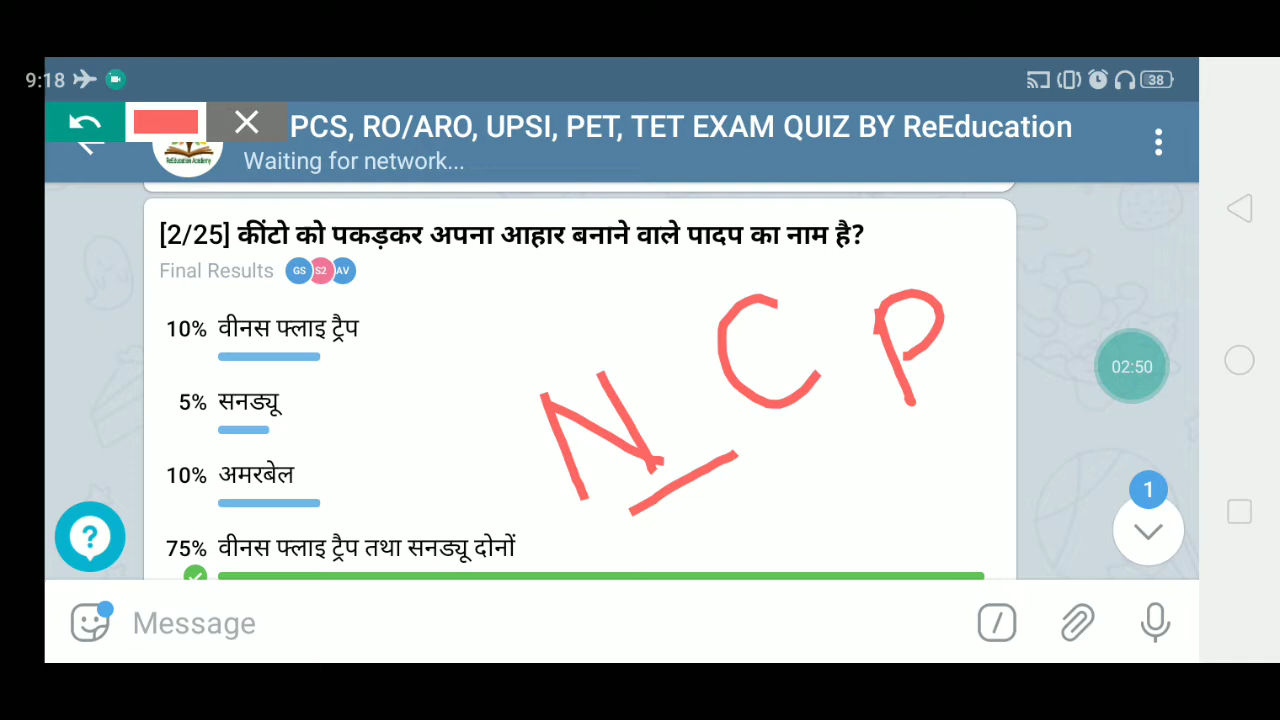 9:18 38
PCS, RO/ARO, UPSI, PET, TET EXAM QUIZ BY ReEducation
ReEducation Academy
Waiting for network...
[2/25] कींटो को पकड़कर अपना आहार बनाने वाले पादप का नाम है?
Final Results GS S2 AV
10% वीनस फ्लाइ ट्रैप
5% सनड्यू
10% अमरबेल
75% वीनस फ्लाइ ट्रैप तथा सनड्यू दोनों
N C P
02:50
1
?
Message